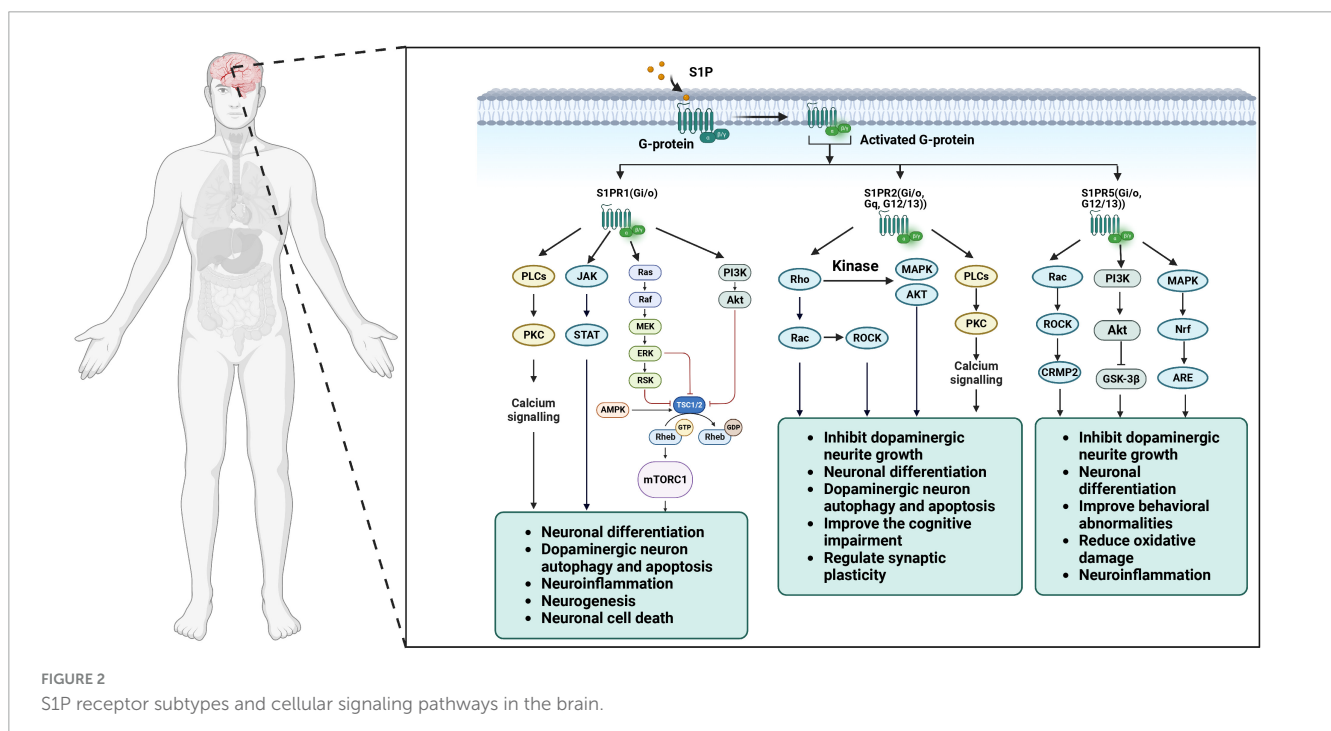 S1P
G-protein
α
β/γ
α
β/γ
Activated G-protein
S1PR1(Gi/o)
α
β/γ
PLCs
PKC
Calcium
signalling
JAK
STAT
Ras
Raf
MEK
ERK
RSK
PI3K
Akt
AMPK
TSC1/2
Rheb
GTP
Rheb
GDP
mTORC1
• Neuronal differentiation
• Dopaminergic neuron
autophagy and apoptosis
• Neuroinflammation
• Neurogenesis
• Neuronal cell death
S1PR2(Gi/o,
Gq, G12/13))
α
β/γ
Rho
Kinase
MAPK
AKT
Rac
ROCK
PLCs
PKC
Calcium
signalling
• Inhibit dopaminergic
neurite growth
• Neuronal differentiation
• Dopaminergic neuron
autophagy and apoptosis
• Improve the cognitive
impairment
• Regulate synaptic
plasticity
S1PR5(Gi/o,
G12/13))
α
β/γ
Rac
ROCK
CRMP2
PI3K
Akt
GSK-3β
MAPK
Nrf
ARE
• Inhibit dopaminergic
neurite growth
• Neuronal
differentiation
• Improve behavioral
abnormalities
• Reduce oxidative
damage
• Neuroinflammation
FIGURE 2
S1P receptor subtypes and cellular signaling pathways in the brain.